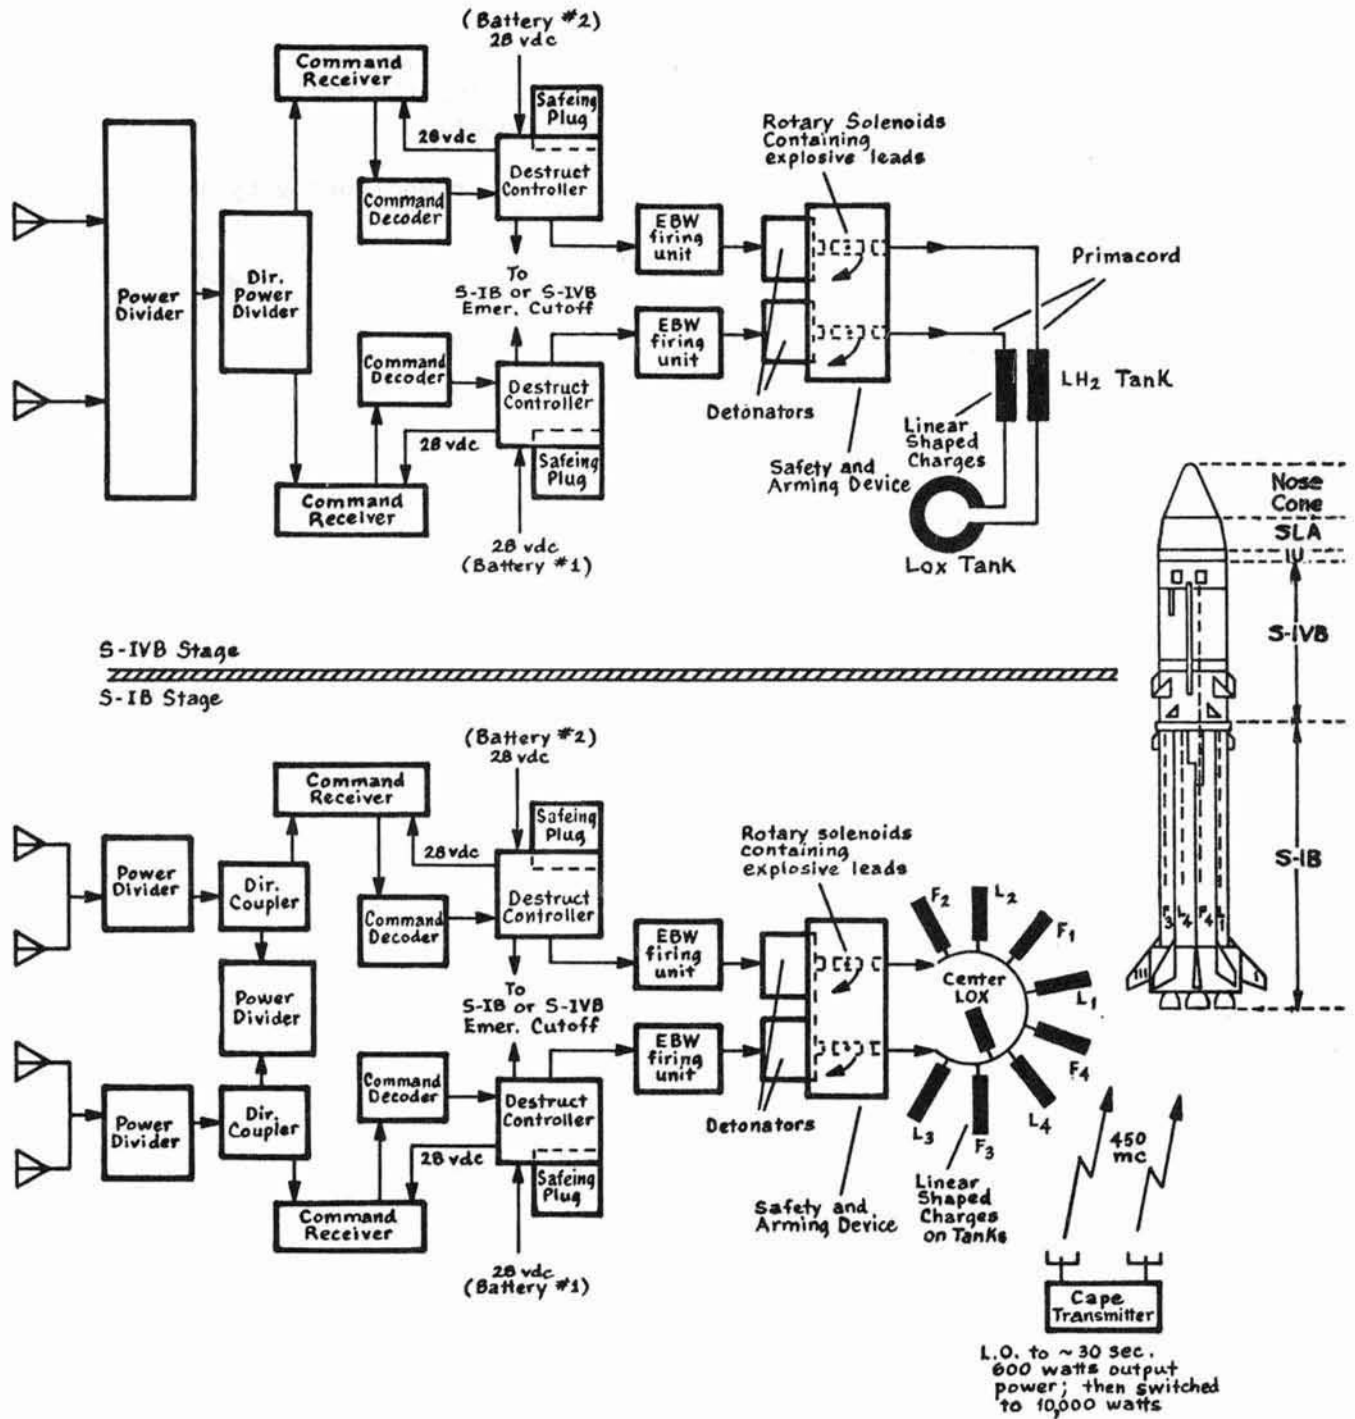 (Battery #2)
28 vdc
Command
Receiver
Safeing
Plug
28 vdc
Rotary Solenoids
Containing
explosive leads
Destruct
Controller
Command
Decoder
EBW
firing
unit
Power
Divider
Dir.
Power
Divider
To
S-IB or S-IVB
Emer. Cutoff
Primacord
EBW
firing
unit
Command
Decoder
Destruct
Controller
Detonators
LH2 Tank
Linear
Shaped
Charges
28 vdc
Safeing
Plug
Safety and
Arming Device
Command
Receiver
28 vdc
(Battery #1)
Lox Tank
Nose
Cone
SLA
IU
S-IVB
S-IB
F3 L4 F4 L1
III
II
S-IVB Stage
S-IB Stage
(Battery #2)
28 vdc
Command
Receiver
Safeing
Plug
28 vdc
Rotary solenoids
containing
explosive leads
Power
Divider
Dir.
Coupler
Command
Decoder
Destruct
Controller
EBW
firing
unit
F2
L2
F1
L1
F4
L4
F3
L3
Center
LOX
Power
Divider
To
S-IB or S-IVB
Emer. Cutoff
EBW
firing
unit
Command
Decoder
Destruct
Controller
Power
Divider
Dir.
Coupler
Detonators
28 vdc
Safeing
Plug
Linear
Shaped
Charges
on Tanks
Safety and
Arming Device
Command
Receiver
28 vdc
(Battery #1)
450
mc
Cape
Transmitter
L.O. to ~30 sec.
600 watts output
power; then switched
to 10,000 watts